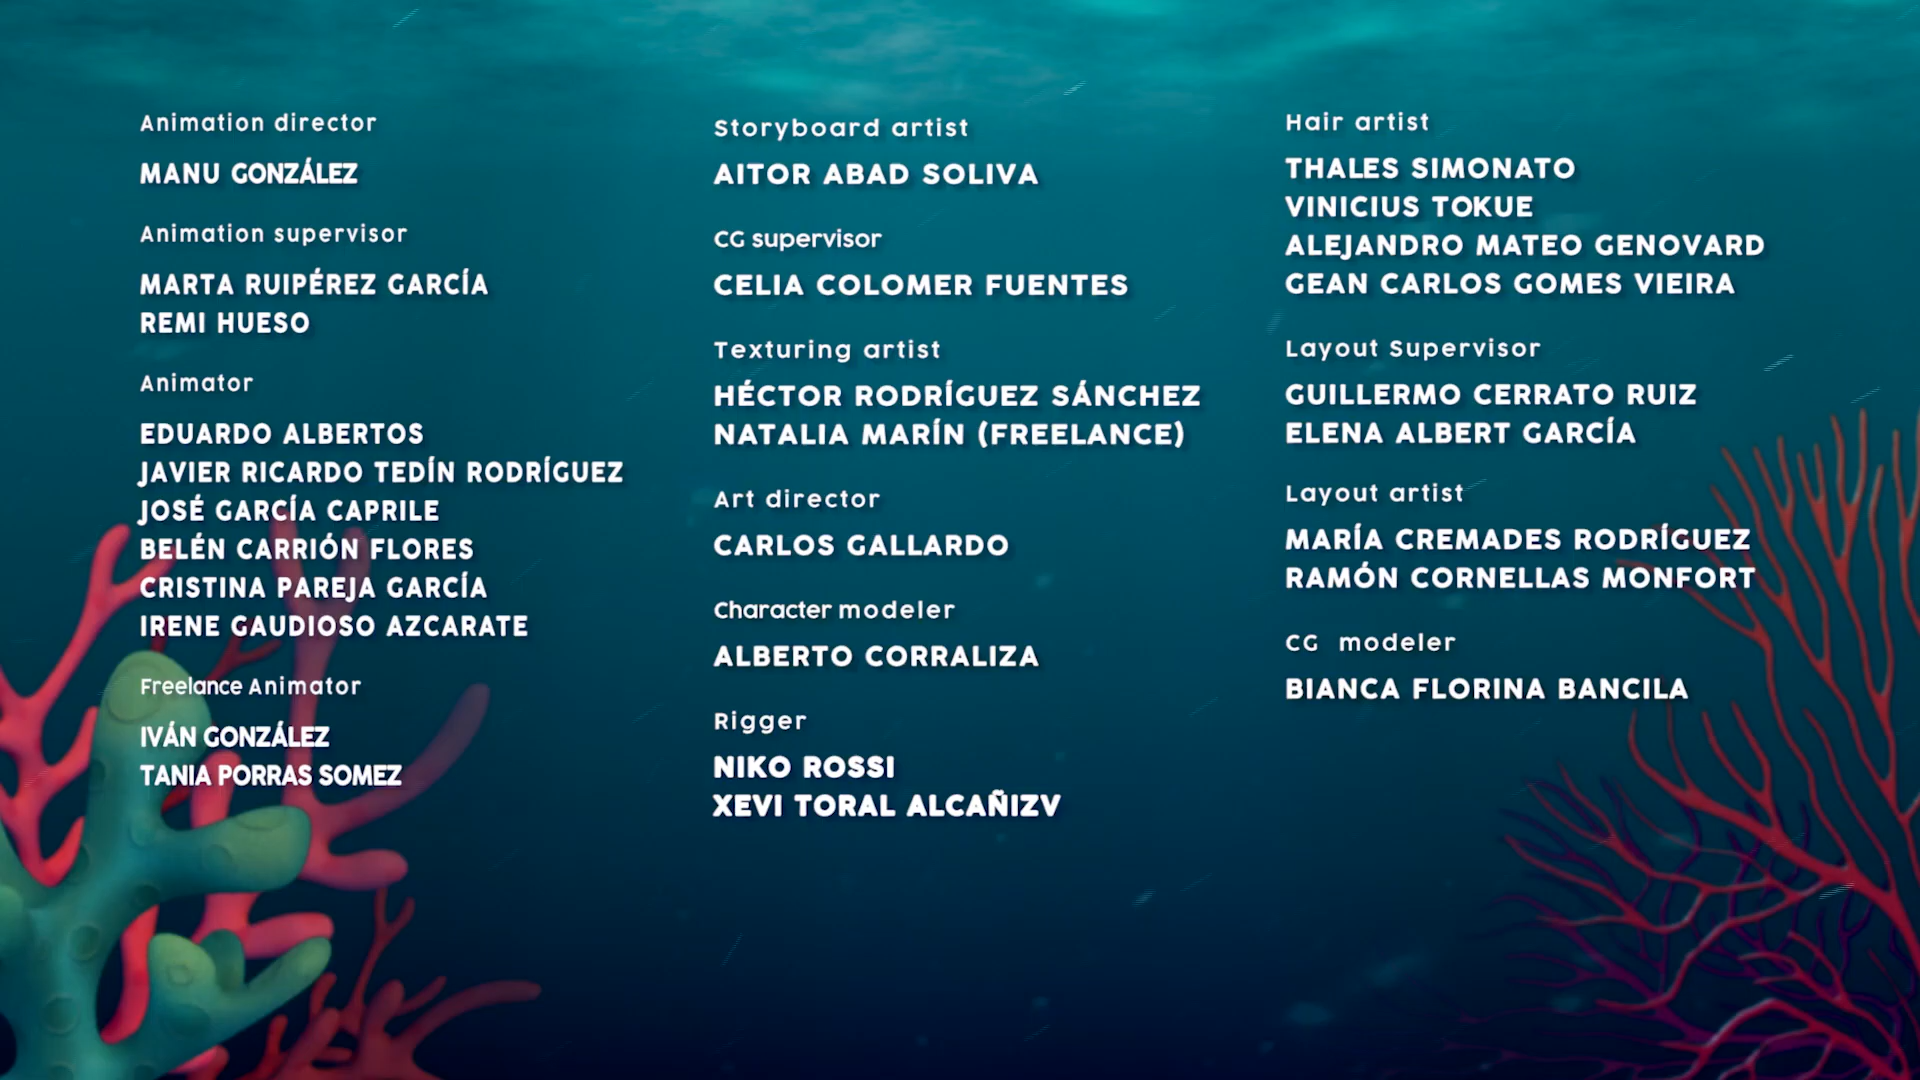 Animation director
MANU GONZÁLEZ
Animation supervisor
MARTA RUIPÉREZ GARCÍA
REMI HUESO
Animator
EDUARDO ALBERTOS
JAVIER RICARDO TEDÍN RODRÍGUEZ
JOSÉ GARCÍA CAPRILE
BELÉN CARRIÓN FLORES
CRISTINA PAREJA GARCÍA
IRENE GAUDIOSO AZCARATE
Freelance Animator
IVÁN GONZÁLEZ
TANIA PORRAS SOMEZ
Storyboard artist
AITOR ABAD SOLIVA
CG supervisor
CELIA COLOMER FUENTES
Texturing artist
HÉCTOR RODRÍGUEZ SÁNCHEZ
NATALIA MARÍN (FREELANCE)
Art director
CARLOS GALLARDO
Character modeler
ALBERTO CORRALIZA
Rigger
NIKO ROSSI
XEVI TORAL ALCAÑIZV
Hair artist
THALES SIMONATO
VINICIUS TOKUE
ALEJANDRO MATEO GENOVARD
GEAN CARLOS GOMES VIEIRA
Layout Supervisor
GUILLERMO CERRATO RUIZ
ELENA ALBERT GARCÍA
Layout artist
MARÍA CREMADES RODRÍGUEZ
RAMÓN CORNELLAS MONFORT
CG modeler
BIANCA FLORINA BANCILA